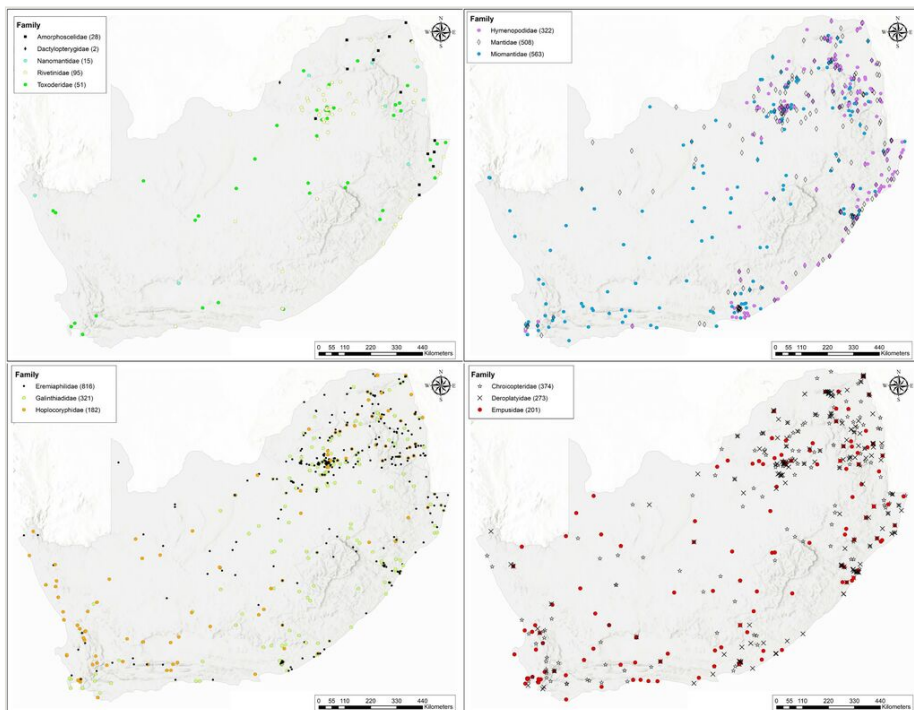 Family
Amorphoscelidae (28)
Dactylopterygidae (2)
Nanomantidae (15)
Rivetinidae (95)
Toxoderidae (51)
N
W E
S
0 55 110 220 330 440
Kilometers
Family
Hymenopodidae (322)
Mantidae (508)
Miomantidae (563)
N
W E
S
0 55 110 220 330 440
Kilometers
Family
Eremiaphilidae (816)
Galinthiadidae (321)
Hoplocoryphidae (182)
N
W E
S
0 55 110 220 330 440
Kilometers
Family
Chroicopteridae (374)
Deroplatyidae (273)
Empusidae (201)
N
W E
S
0 55 110 220 330 440
Kilometers